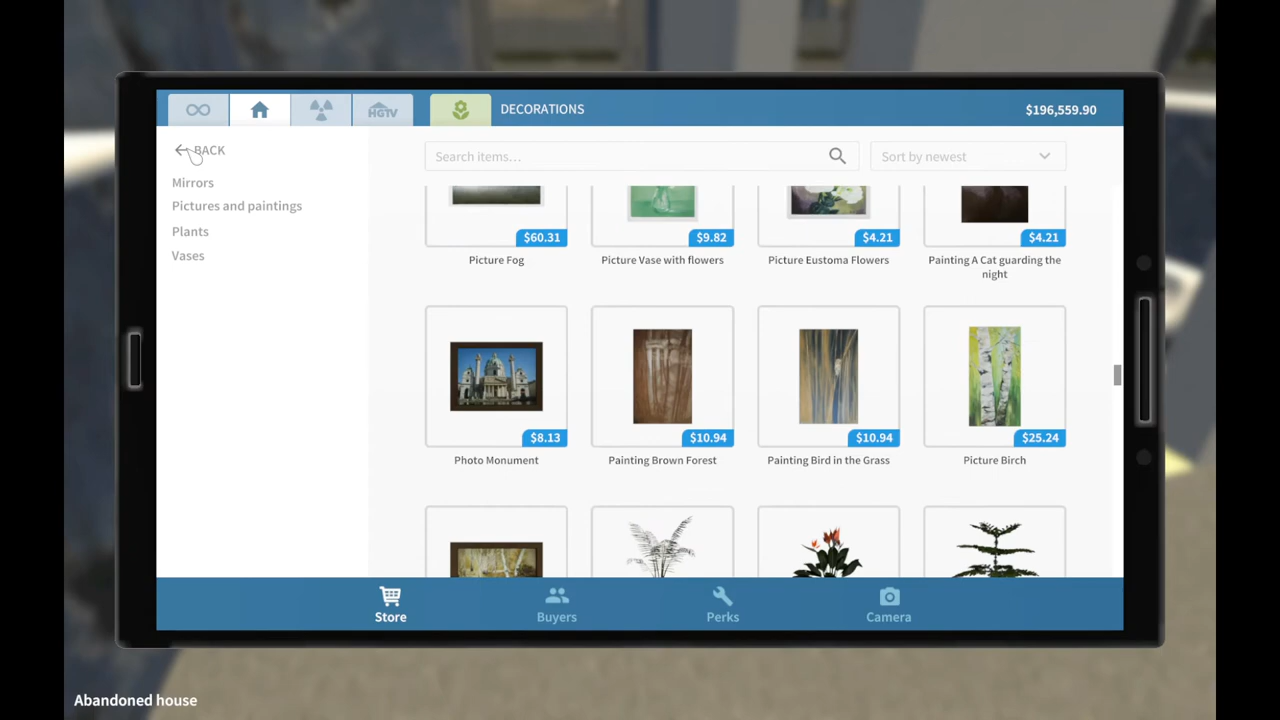 HGTV
DECORATIONS
$196,559.90
BACK
Search items...
Sort by newest
Mirrors
Pictures and paintings
Plants
Vases
$60.31
$9.82
$4.21
$4.21
Picture Fog
Picture Vase with flowers
Picture Eustoma Flowers
Painting A Cat guarding the
night
$8.13
$10.94
$10.94
$25.24
Photo Monument
Painting Brown Forest
Painting Bird in the Grass
Picture Birch
Store
Buyers
Perks
Camera
Abandoned house